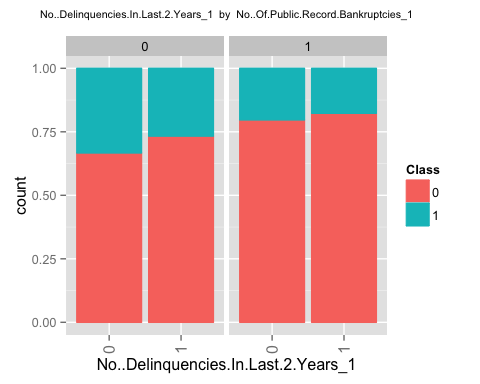 No..Delinquencies.In.Last.2.Years_1 by No..Of.Public.Record.Bankruptcies_1
0 1
1.00
0.75
0.50
0.25
0.00
count
0 1 0 1
No..Delinquencies.In.Last.2.Years_1
Class
0
1